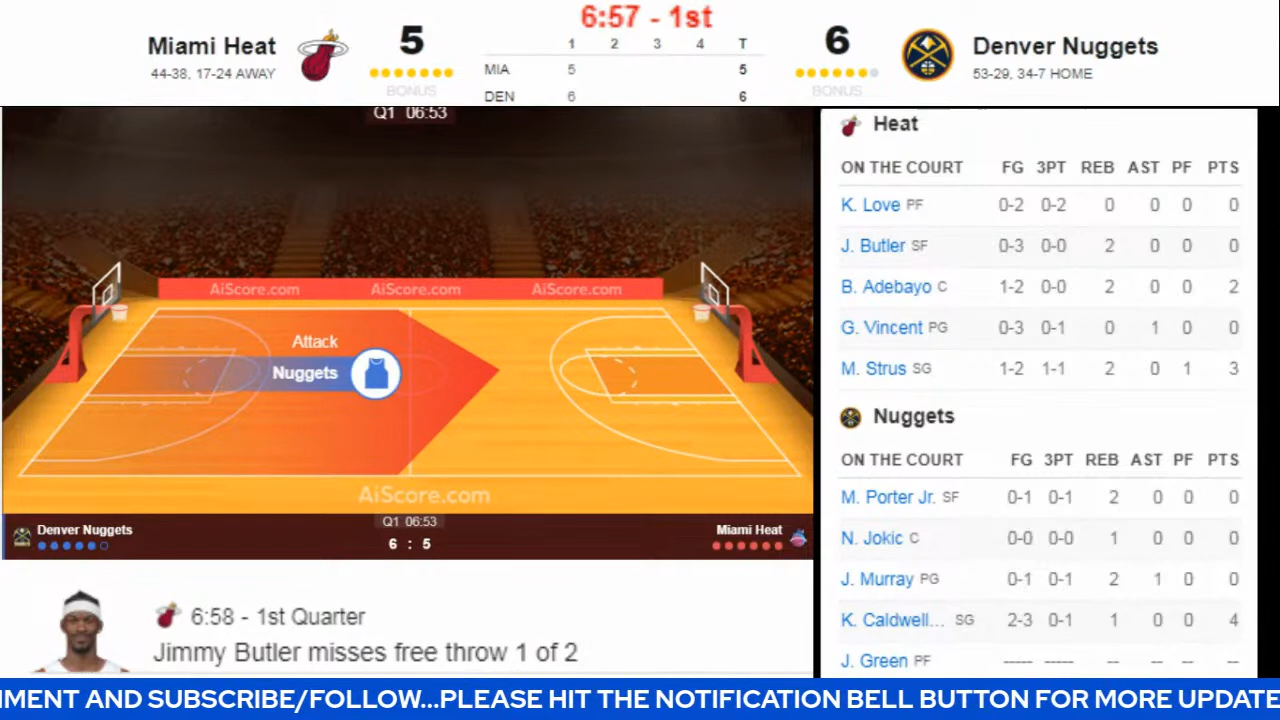 6:57 - 1st
Miami Heat
44-38, 17-24 AWAY
5
BONUS
1 2 3 4 T
MIA 5 5
DEN 6 6
6
BONUS
Denver Nuggets
53-29, 34-7 HOME
Q1 06:53
AiScore.com AiScore.com AiScore.com
Attack
Nuggets
AiScore.com
Denver Nuggets
Q1 06:53
6 : 5
Miami Heat
6:58 - 1st Quarter
Jimmy Butler misses free throw 1 of 2
Heat
ON THE COURT FG 3PT REB AST PF PTS
K. Love PF 0-2 0-2 0 0 0 0
J. Butler SF 0-3 0-0 2 0 0 0
B. Adebayo C 1-2 0-0 2 0 0 2
G. Vincent PG 0-3 0-1 0 1 0 0
M. Strus SG 1-2 1-1 2 0 1 3
Nuggets
ON THE COURT FG 3PT REB AST PF PTS
M. Porter Jr. SF 0-1 0-1 2 0 0 0
N. Jokic C 0-0 0-0 1 0 0 0
J. Murray PG 0-1 0-1 2 1 0 0
K. Caldwell... SG 2-3 0-1 1 0 0 4
J. Green PF ----- ----- -- -- -- --
NMENT AND SUBSCRIBE/FOLLOW...PLEASE HIT THE NOTIFICATION BELL BUTTON FOR MORE UPDATE